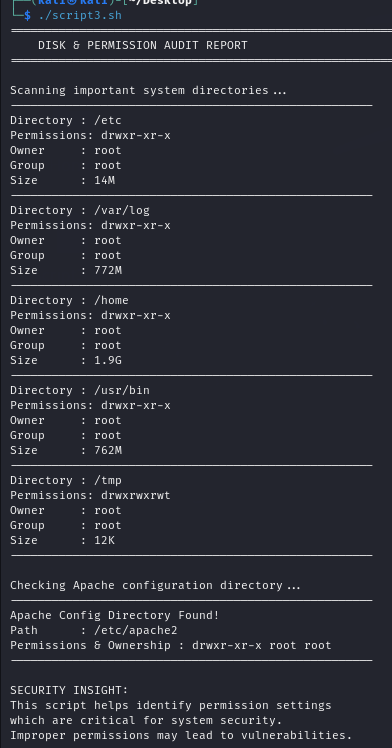 (kali㉿kali)-[~/Desktop]
$ ./script3.sh
DISK & PERMISSION AUDIT REPORT
Scanning important system directories...
Directory : /etc
Permissions: drwxr-xr-x
Owner : root
Group : root
Size : 14M
Directory : /var/log
Permissions: drwxr-xr-x
Owner : root
Group : root
Size : 772M
Directory : /home
Permissions: drwxr-xr-x
Owner : root
Group : root
Size : 1.9G
Directory : /usr/bin
Permissions: drwxr-xr-x
Owner : root
Group : root
Size : 762M
Directory : /tmp
Permissions: drwxrwxrwt
Owner : root
Group : root
Size : 12K
Checking Apache configuration directory...
Apache Config Directory Found!
Path : /etc/apache2
Permissions & Ownership : drwxr-xr-x root root
SECURITY INSIGHT:
This script helps identify permission settings
which are critical for system security.
Improper permissions may lead to vulnerabilities.